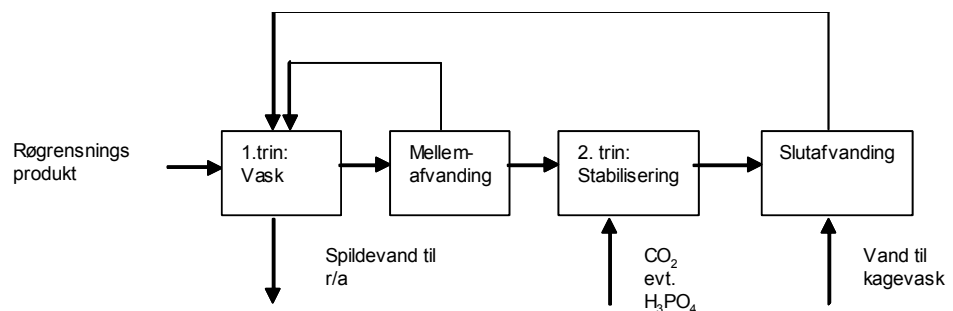 Røgrensnings
produkt
1.trin:
Vask
Mellem-
afvanding
2. trin:
Stabilisering
Slutafvanding
Spildevand til
r/a
CO₂
evt.
H₃PO₄
Vand til
kagevask